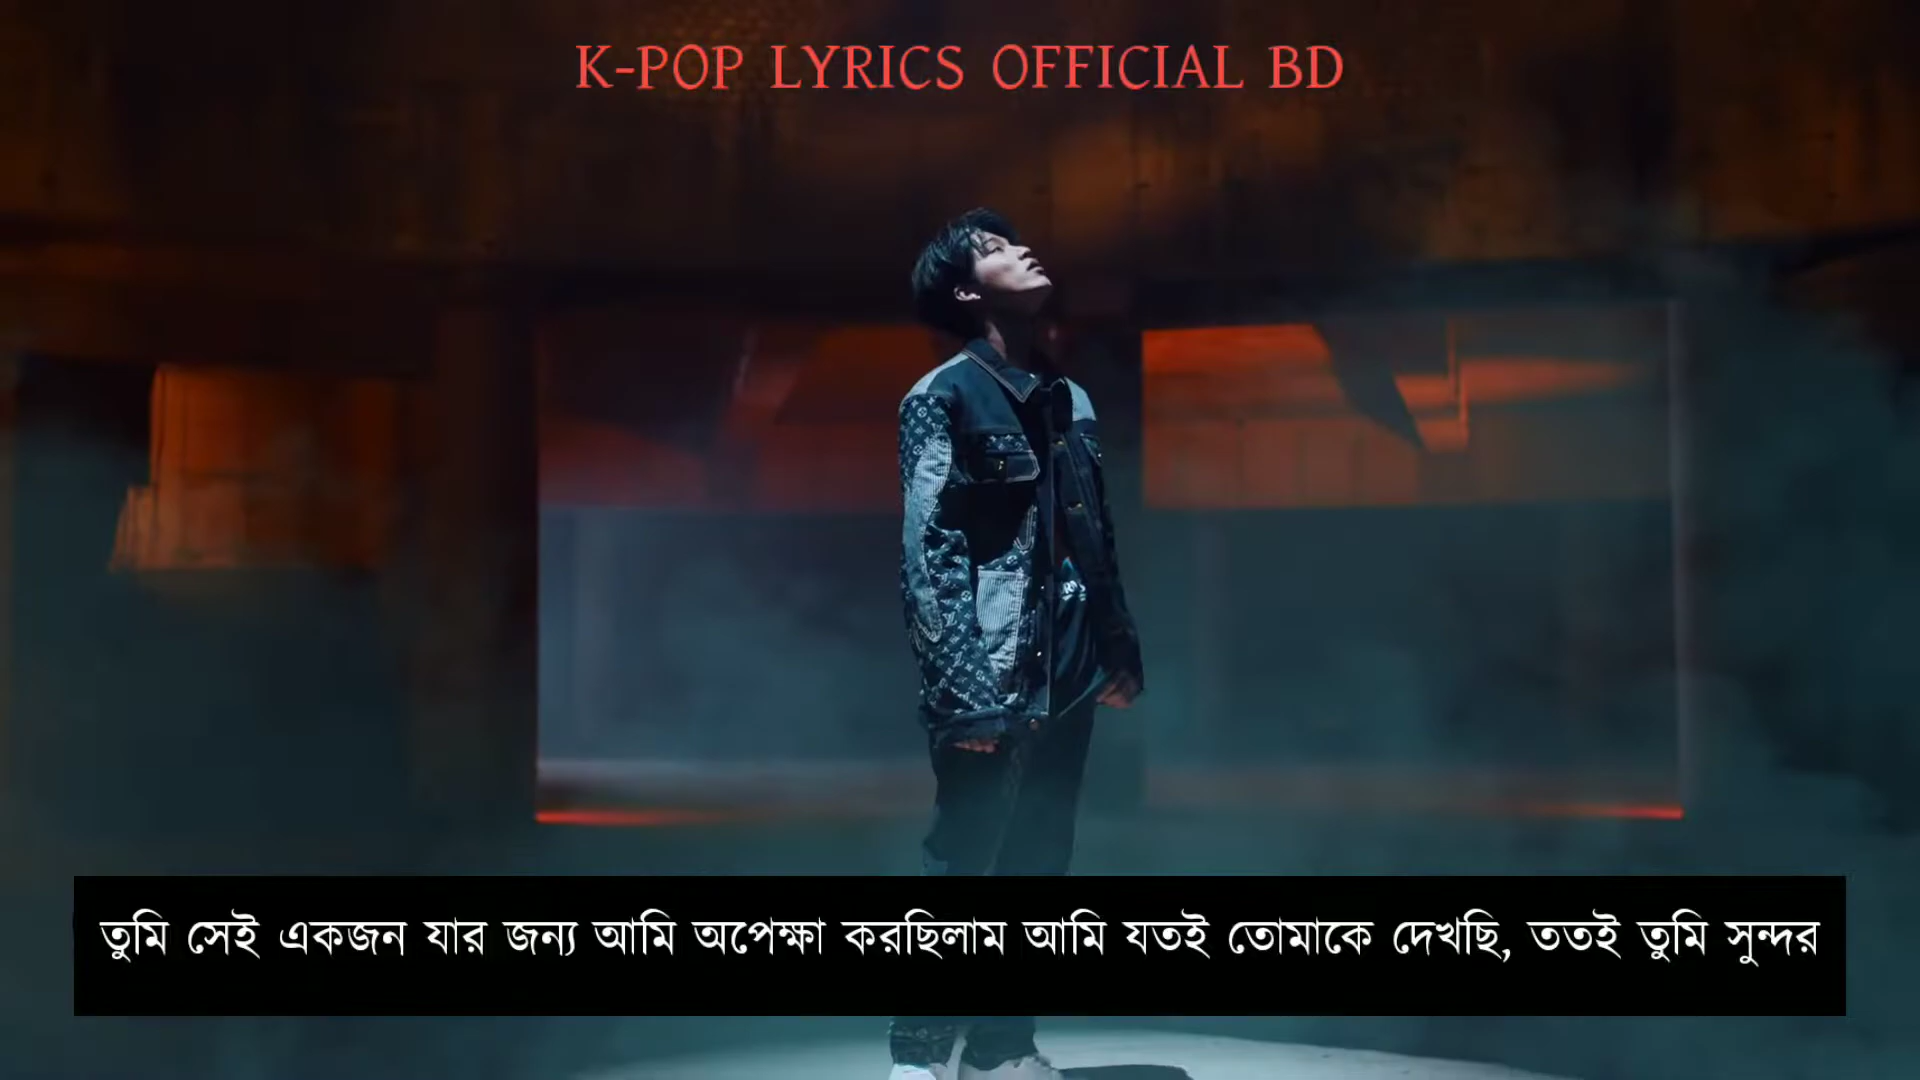 K-POP LYRICS OFFICIAL BD
তুমি সেই একজন যার জন্য আমি অপেক্ষা করছিলাম আমি যতই তোমাকে দেখছি, ততই তুমি সুন্দর